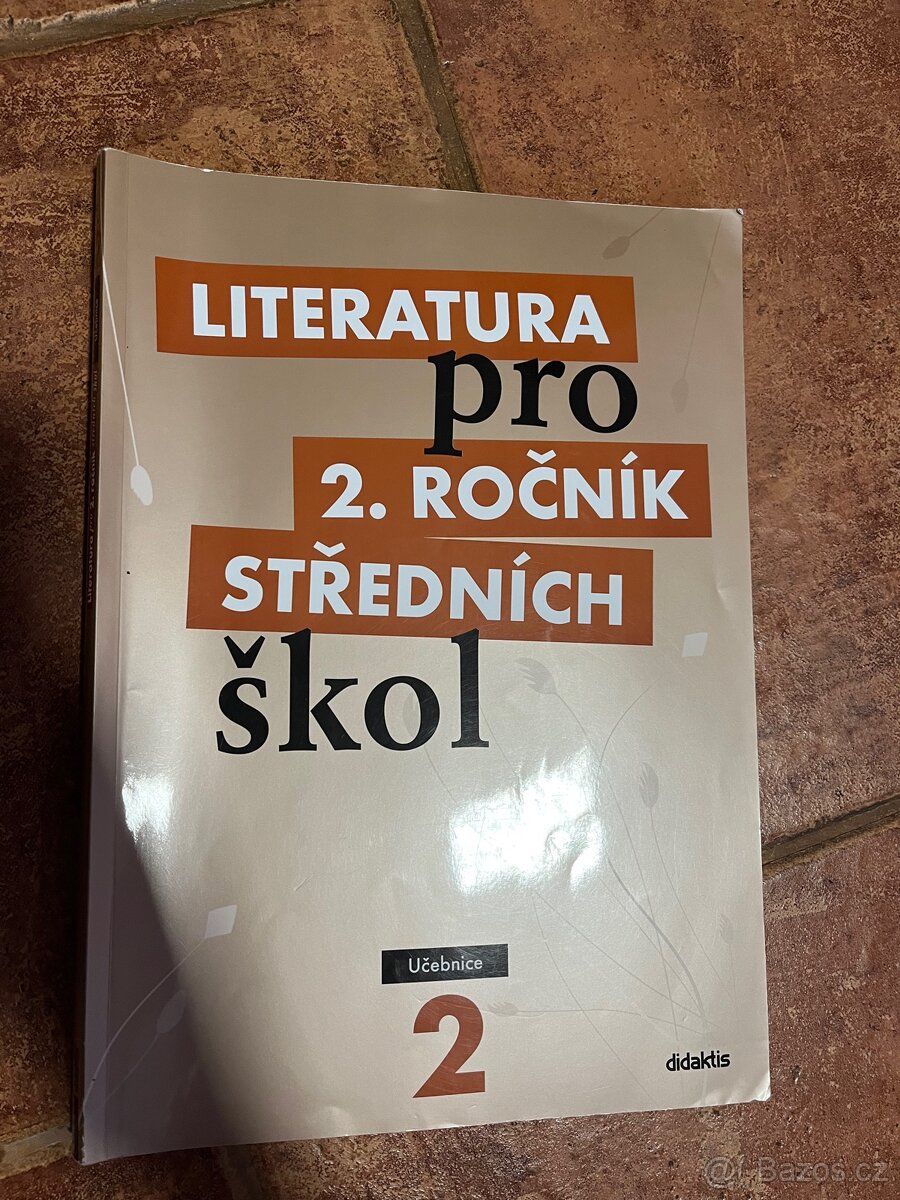 LITERATURA
pro
2. ROČNÍK
STŘEDNÍCH
škol
Učebnice
2
didaktis
Bazos.cz